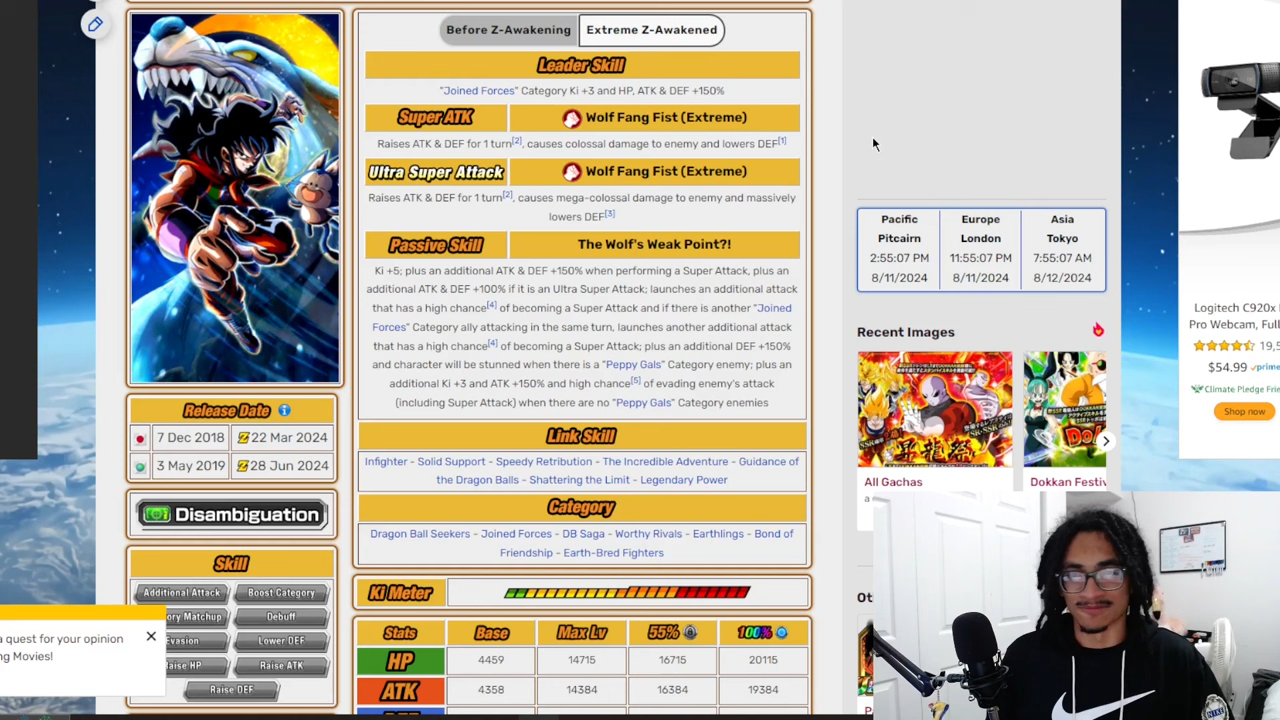 Before Z-Awakening
Extreme Z-Awakened
Leader Skill
"Joined Forces" Category Ki +3 and HP, ATK & DEF +150%
Super ATK
Wolf Fang Fist (Extreme)
Raises ATK & DEF for 1 turn[2], causes colossal damage to enemy and lowers DEF[1]
Ultra Super Attack
Wolf Fang Fist (Extreme)
Raises ATK & DEF for 1 turn[2], causes mega-colossal damage to enemy and massively
lowers DEF[3]
Passive Skill
The Wolf's Weak Point?!
Ki +5; plus an additional ATK & DEF +150% when performing a Super Attack, plus an
additional ATK & DEF +100% if it is an Ultra Super Attack; launches an additional attack
that has a high chance[4] of becoming a Super Attack and if there is another "Joined
Forces" Category ally attacking in the same turn, launches another additional attack
that has a high chance[4] of becoming a Super Attack; plus an additional DEF +150%
and character will be stunned when there is a "Peppy Gals" Category enemy; plus an
additional Ki +3 and ATK +150% and high chance[5] of evading enemy's attack
(including Super Attack) when there are no "Peppy Gals" Category enemies
Link Skill
Infighter - Solid Support - Speedy Retribution - The Incredible Adventure - Guidance of
the Dragon Balls - Shattering the Limit - Legendary Power
Category
Dragon Ball Seekers - Joined Forces - DB Saga - Worthy Rivals - Earthlings - Bond of
Friendship - Earth-Bred Fighters
Ki Meter
Stats Base Max Lv 55% 100%
HP 4459 14715 16715 20115
ATK 4358 14384 16384 19384
Release Date
7 Dec 2018 Z 22 Mar 2024
3 May 2019 Z 28 Jun 2024
Disambiguation
Skill
Additional Attack Boost Category
ory Matchup Debuff
Evasion Lower DEF
aise HP Raise ATK
Raise DEF
a quest for your opinion
ng Movies!
Pacific Europe Asia
Pitcairn London Tokyo
2:55:07 PM 11:55:07 PM 7:55:07 AM
8/11/2024 8/11/2024 8/12/2024
Recent Images
All Gachas
Dokkan Festiv
Logitech C920x
Pro Webcam, Full
19,5
$54.99 prime
Climate Pledge Frie
Shop now